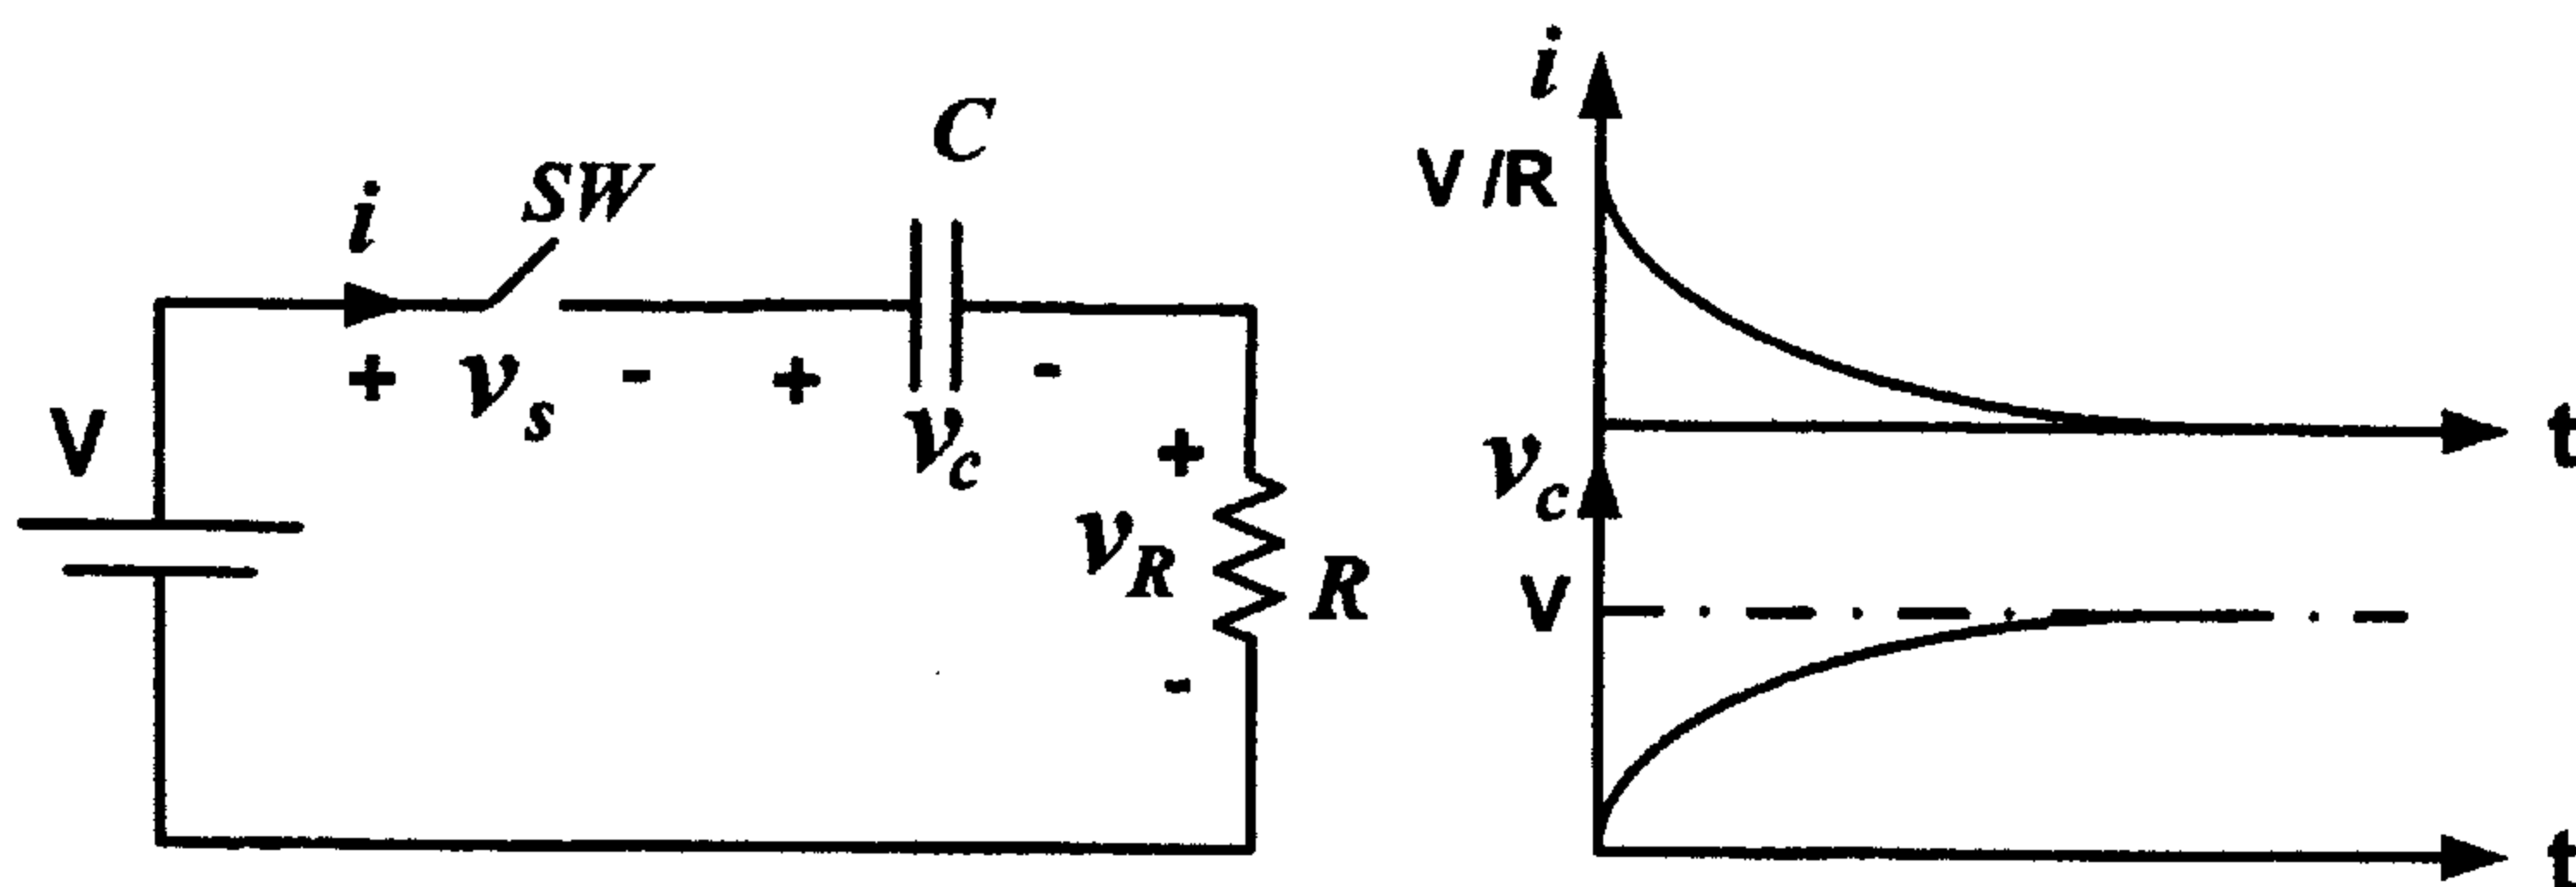 i
SW
C
+ v_s -
+ v_c -
V
+ v_R -
R
i
V/R
t
v_c
V
t